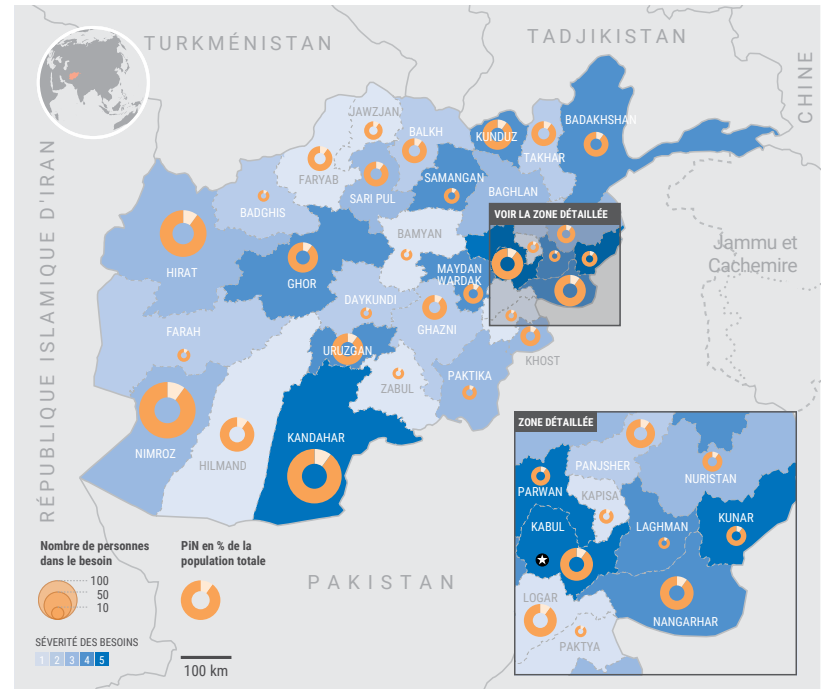 TURKMÉNISTAN
TADJIKISTAN
CHINE
RÉPUBLIQUE ISLAMIQUE D'IRAN
JAWZJAN
BALKH
KUNDUZ
BADAKHSHAN
TAKHAR
FARYAB
SARI PUL
SAMANGAN
BAGHLAN
BADGHIS
VOIR LA ZONE DÉTAILLÉE
BAMYAN
Jammu et
Cachemire
HIRAT
GHOR
MAYDAN
WARDAK
DAYKUNDI
GHAZNI
FARAH
URUZGAN
KHOST
ZABUL
PAKTIKA
NIMROZ
HILMAND
KANDAHAR
ZONE DÉTAILLÉE
PANJSHER
NURISTAN
PARWAN
KAPISA
KABUL
LAGHMAN
KUNAR
LOGAR
NANGARHAR
PAKTYA
PAKISTAN
Nombre de personnes
dans le besoin
100
50
10
PiN en % de la
population totale
SÉVERITÉ DES BESOINS
1 2 3 4 5
100 km